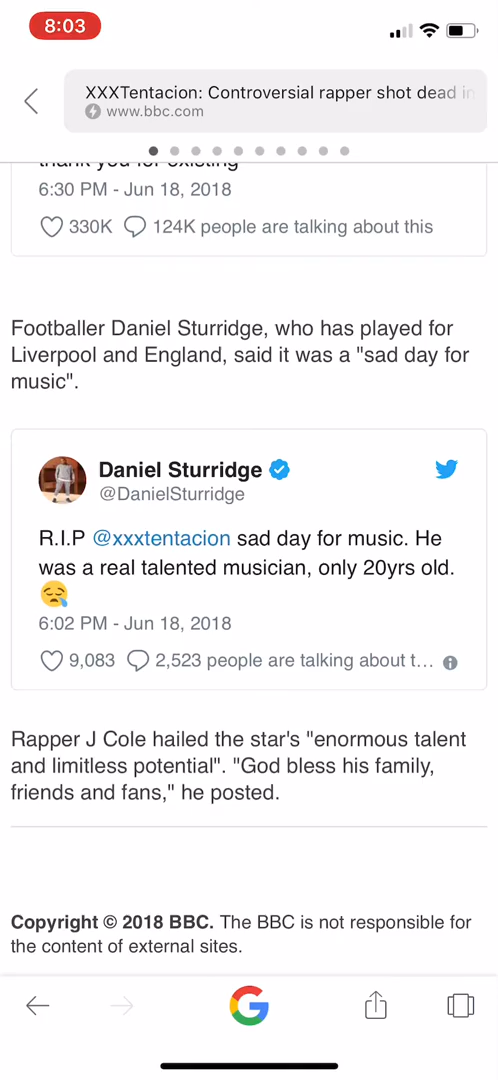 8:03
XXXTentacion: Controversial rapper shot dead in
www.bbc.com
thank you for existing
6:30 PM - Jun 18, 2018
330K 124K people are talking about this
Footballer Daniel Sturridge, who has played for
Liverpool and England, said it was a "sad day for
music".
Daniel Sturridge
@DanielSturridge
R.I.P @xxxtentacion sad day for music. He
was a real talented musician, only 20yrs old.
😪
6:02 PM - Jun 18, 2018
9,083 2,523 people are talking about t...
Rapper J Cole hailed the star's "enormous talent
and limitless potential". "God bless his family,
friends and fans," he posted.
Copyright © 2018 BBC. The BBC is not responsible for
the content of external sites.